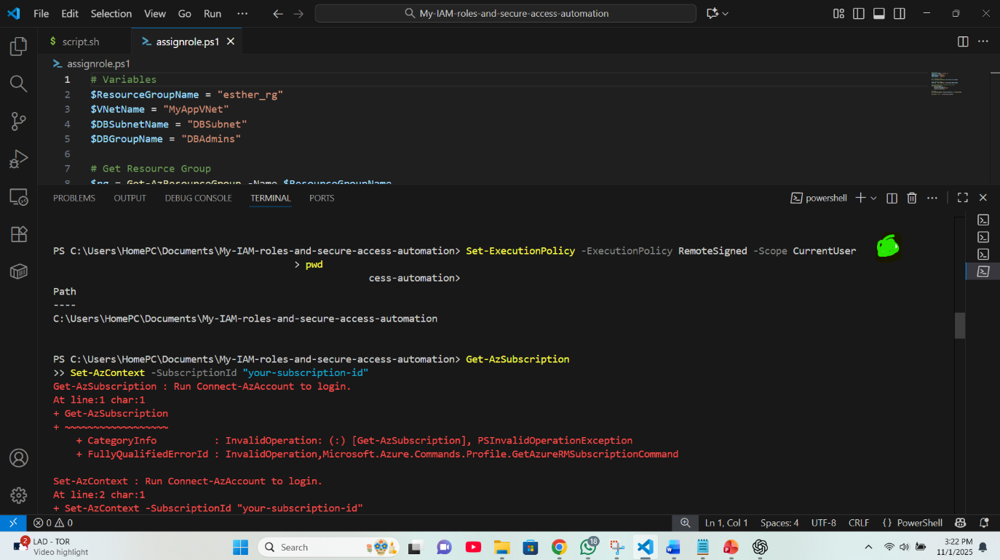 File Edit Selection View Go Run ··· My-IAM-roles-and-secure-access-automation
$ script.sh assignrole.ps1
assignrole.ps1
1 # Variables
2 $ResourceGroupName = "esther_rg"
3 $VNetName = "MyAppVNet"
4 $DBSubnetName = "DBSubnet"
5 $DBGroupName = "DBAdmins"
6
7 # Get Resource Group
8 $rg = Get-AzResourceGroup -Name $ResourceGroupName
PROBLEMS OUTPUT DEBUG CONSOLE TERMINAL PORTS powershell
PS C:\Users\HomePC\Documents\My-IAM-roles-and-secure-access-automation> Set-ExecutionPolicy -ExecutionPolicy RemoteSigned -Scope CurrentUser
> pwd
cess-automation>
Path
----
C:\Users\HomePC\Documents\My-IAM-roles-and-secure-access-automation
PS C:\Users\HomePC\Documents\My-IAM-roles-and-secure-access-automation> Get-AzSubscription
>> Set-AzContext -SubscriptionId "your-subscription-id"
Get-AzSubscription : Run Connect-AzAccount to login.
At line:1 char:1
+ Get-AzSubscription
+ ~~~~~~~~~~~~~~~~~~
+ CategoryInfo : InvalidOperation: (:) [Get-AzSubscription], PSInvalidOperationException
+ FullyQualifiedErrorId : InvalidOperation,Microsoft.Azure.Commands.Profile.GetAzureRMSubscriptionCommand
Set-AzContext : Run Connect-AzAccount to login.
At line:2 char:1
+ Set-AzContext -SubscriptionId "your-subscription-id"
0 0 Ln 1, Col 1 Spaces: 4 UTF-8 CRLF {} PowerShell
2 LAD - TOR
Video highlight
Search
18
3:22 PM
11/1/2025